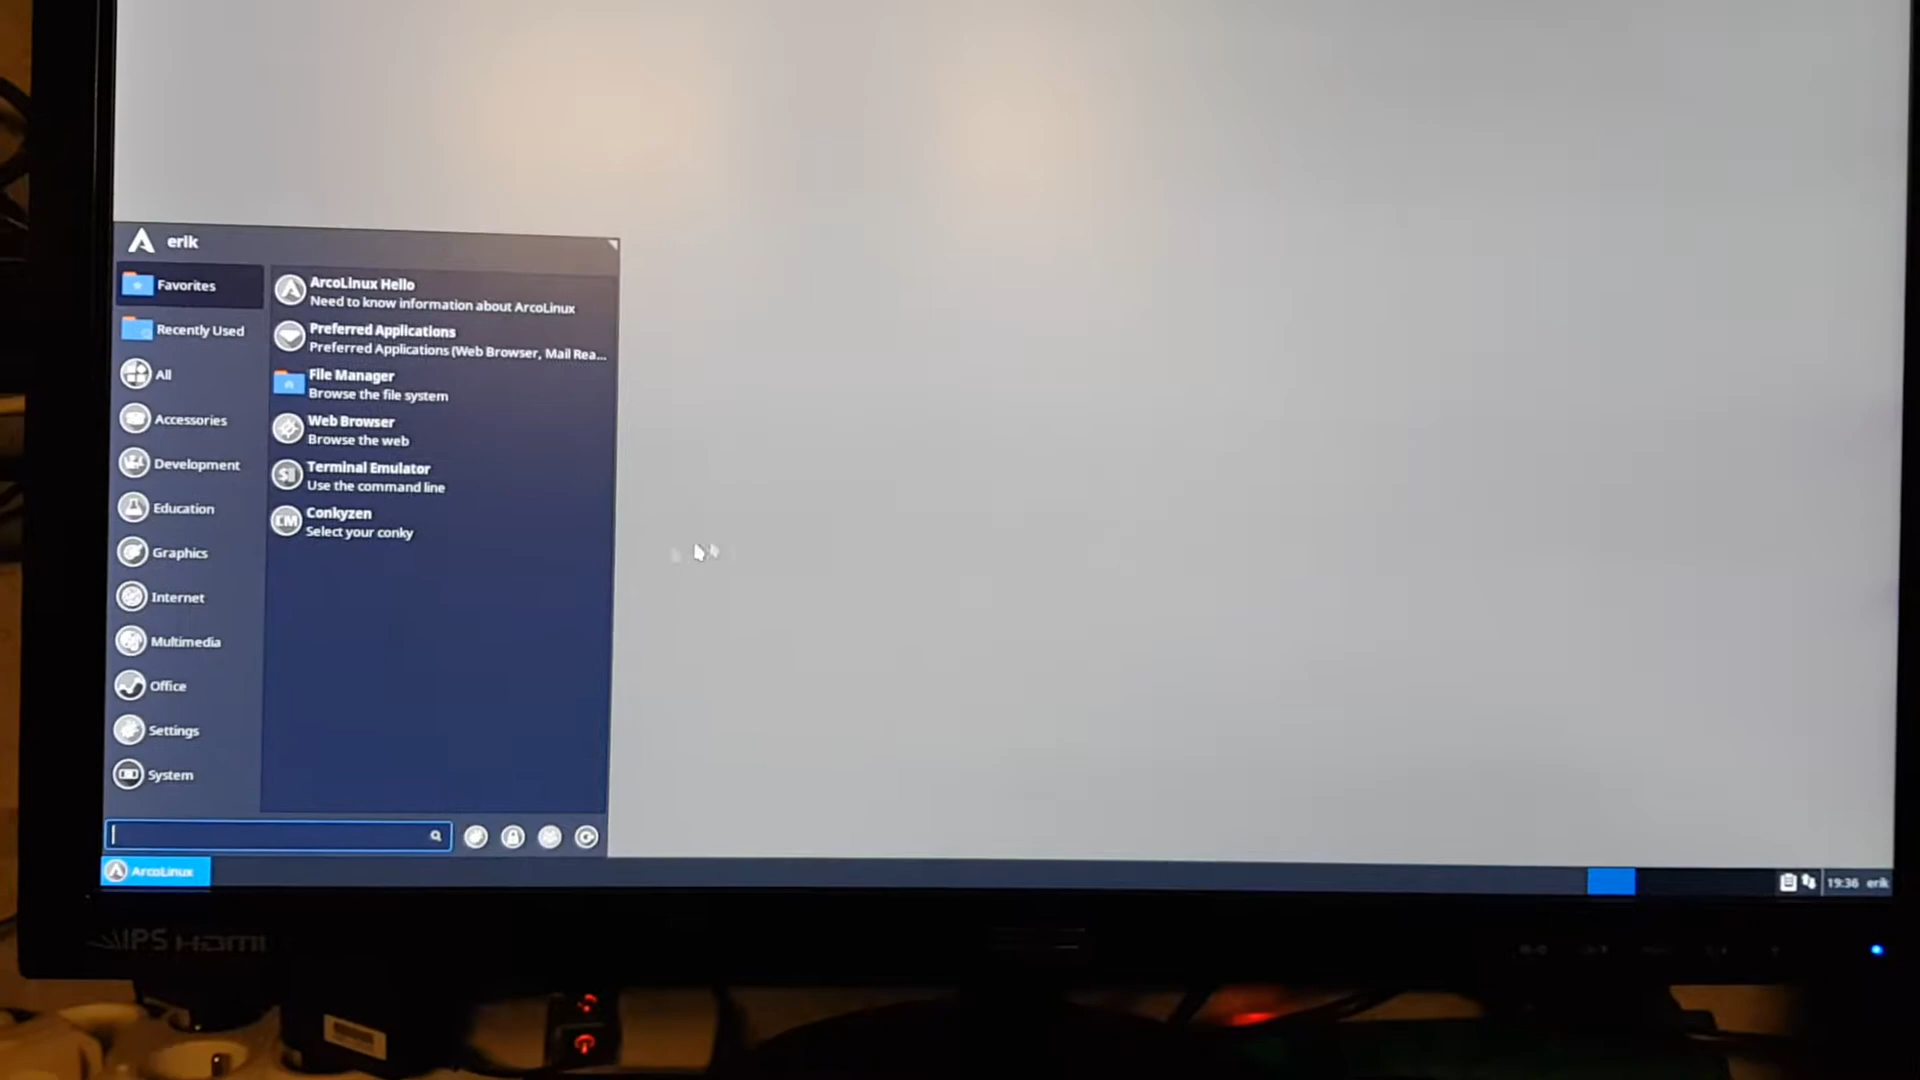 erik
Favorites
Recently Used
All
Accessories
Development
Education
Graphics
Internet
Multimedia
Office
Settings
System
ArcoLinux Hello
Need to know information about ArcoLinux
Preferred Applications
Preferred Applications (Web Browser, Mail Rea...
File Manager
Browse the file system
Web Browser
Browse the web
Terminal Emulator
Use the command line
Conkyzen
Select your conky
ArcoLinux
19:36 erik
IPS HDMI